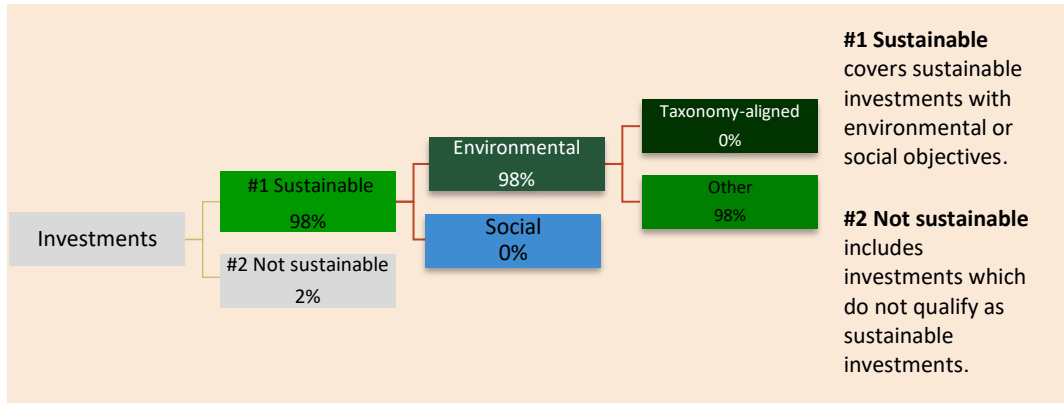 Investments
#1 Sustainable
98%
#2 Not sustainable
2%
Environmental
98%
Social
0%
Taxonomy-aligned
0%
Other
98%
#1 Sustainable
covers sustainable
investments with
environmental or
social objectives.
#2 Not sustainable
includes
investments which
do not qualify as
sustainable
investments.